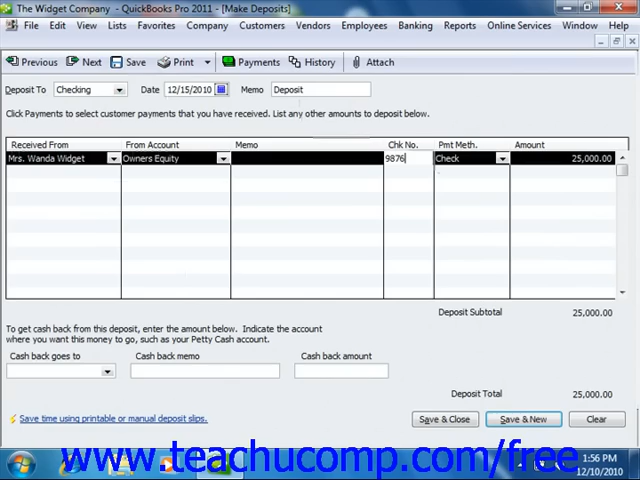 The Widget Company - QuickBooks Pro 2011 - [Make Deposits]
File Edit View Lists Favorites Company Customers Vendors Employees Banking Reports Online Services Window Help
Previous Next Save Print Payments History Attach
Deposit To Checking Date 12/15/2010 Memo Deposit
Click Payments to select customer payments that you have received. List any other amounts to deposit below.
Received From From Account Memo Chk No. Pmt Meth. Amount
Mrs. Wanda Widget Owners Equity 9876 Check 25,000.00
Deposit Subtotal 25,000.00
To get cash back from this deposit, enter the amount below. Indicate the account
where you want this money to go, such as your Petty Cash account.
Cash back goes to Cash back memo Cash back amount
Deposit Total 25,000.00
Save time using printable or manual deposit slips.
Save & Close Save & New Clear
www.teachucomp.com/free
1:56 PM
12/10/2010